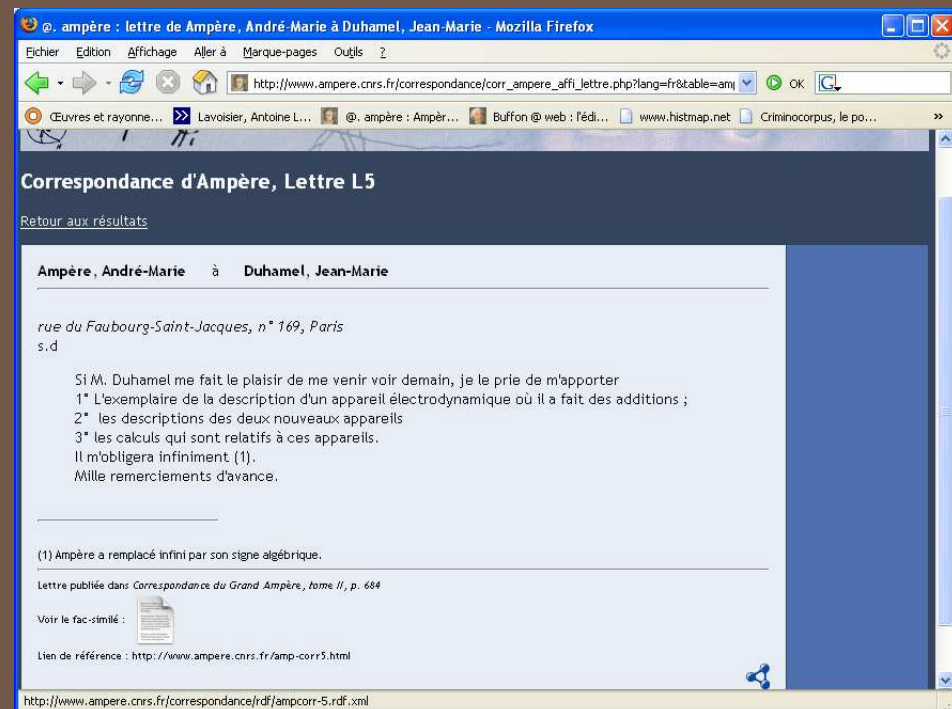 @. ampère : lettre de Ampère, André-Marie à Duhamel, Jean-Marie - Mozilla Firefox
Fichier Edition Affichage Aller à Marque-pages Outils ?
http://www.ampere.cnrs.fr/correspondance/corr_ampere_affi_lettre.php?lang=fr&table=am OK G
Œuvres et rayonne... Lavoisier, Antoine L... @. ampère : Ampèr... Buffon @ web : l'édi... www.histmap.net Criminocorpus, le po... »
Correspondance d'Ampère, Lettre L5
Retour aux résultats
Ampère, André-Marie à Duhamel, Jean-Marie
rue du Faubourg-Saint-Jacques, n° 169, Paris
s.d
Si M. Duhamel me fait le plaisir de me venir voir demain, je le prie de m'apporter
1° L'exemplaire de la description d'un appareil électrodynamique où il a fait des additions ;
2° les descriptions des deux nouveaux appareils
3° les calculs qui sont relatifs à ces appareils.
Il m'obligera infiniment (1).
Mille remerciements d'avance.
(1) Ampère a remplacé infini par son signe algébrique.
Lettre publiée dans Correspondance du Grand Ampère, tome II, p. 684
Voir le fac-similé :
Lien de référence : http://www.ampere.cnrs.fr/amp-corr5.html
http://www.ampere.cnrs.fr/correspondance/rdf/ampcorr-5.rdf.xml